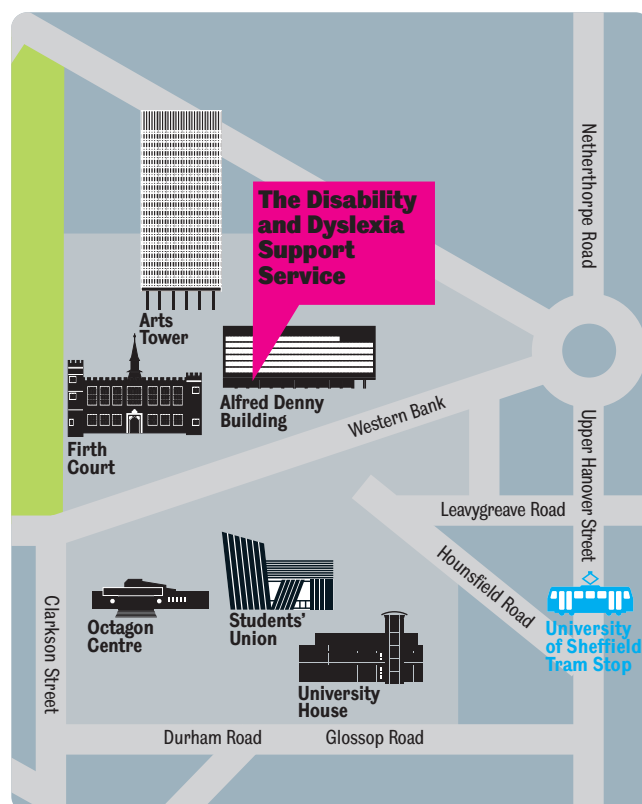 Netherthorpe Road
The Disability
and Dyslexia
Support
Service
Arts
Tower
Alfred Denny
Building
Western Bank
Firth
Court
Upper Hanover Street
Leavygreave Road
Hounsfield Road
Clarkson Street
Octagon
Centre
Students'
Union
University
of Sheffield
Tram Stop
University
House
Durham Road
Glossop Road